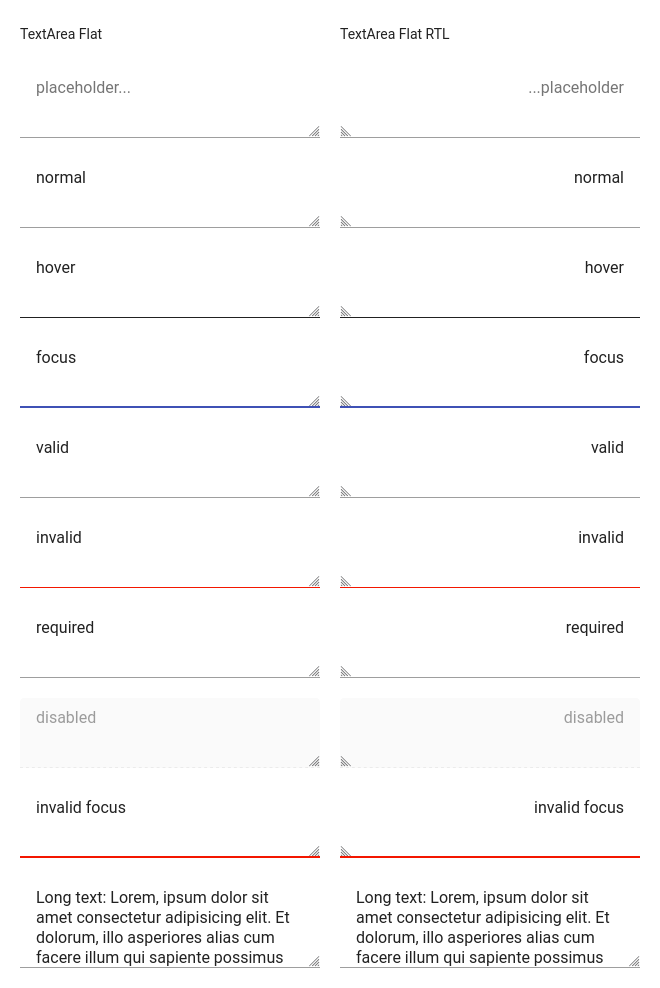 TextArea Flat
TextArea Flat RTL
placeholder...
...placeholder
normal
normal
hover
hover
focus
focus
valid
valid
invalid
invalid
required
required
disabled
disabled
invalid focus
invalid focus
Long text: Lorem, ipsum dolor sit
amet consectetur adipisicing elit. Et
dolorum, illo asperiores alias cum
facere illum qui sapiente possimus
Long text: Lorem, ipsum dolor sit
amet consectetur adipisicing elit. Et
dolorum, illo asperiores alias cum
facere illum qui sapiente possimus